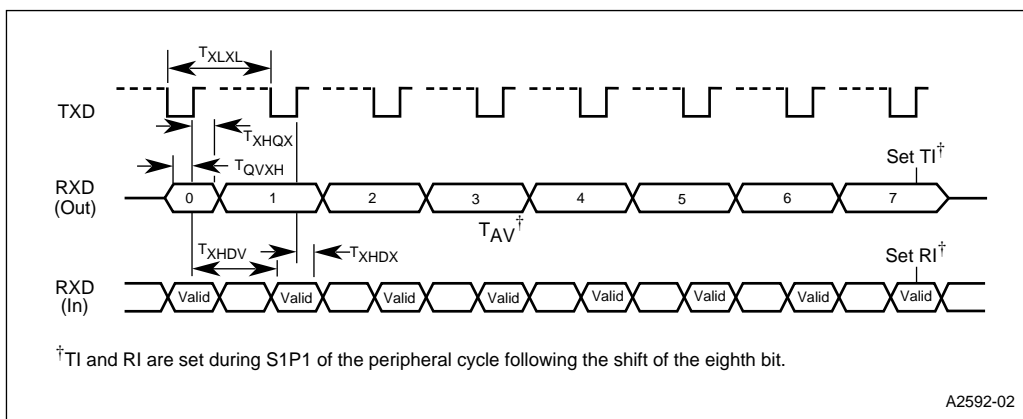 TXLXL
TXD
TXHQX
TQVXH
Set TI†
RXD
(Out)
0 1 2 3 4 5 6 7
TAV†
TXHDV
TXHDX
Set RI†
RXD
(In)
Valid Valid Valid Valid Valid Valid Valid Valid
†TI and RI are set during S1P1 of the peripheral cycle following the shift of the eighth bit.
A2592-02